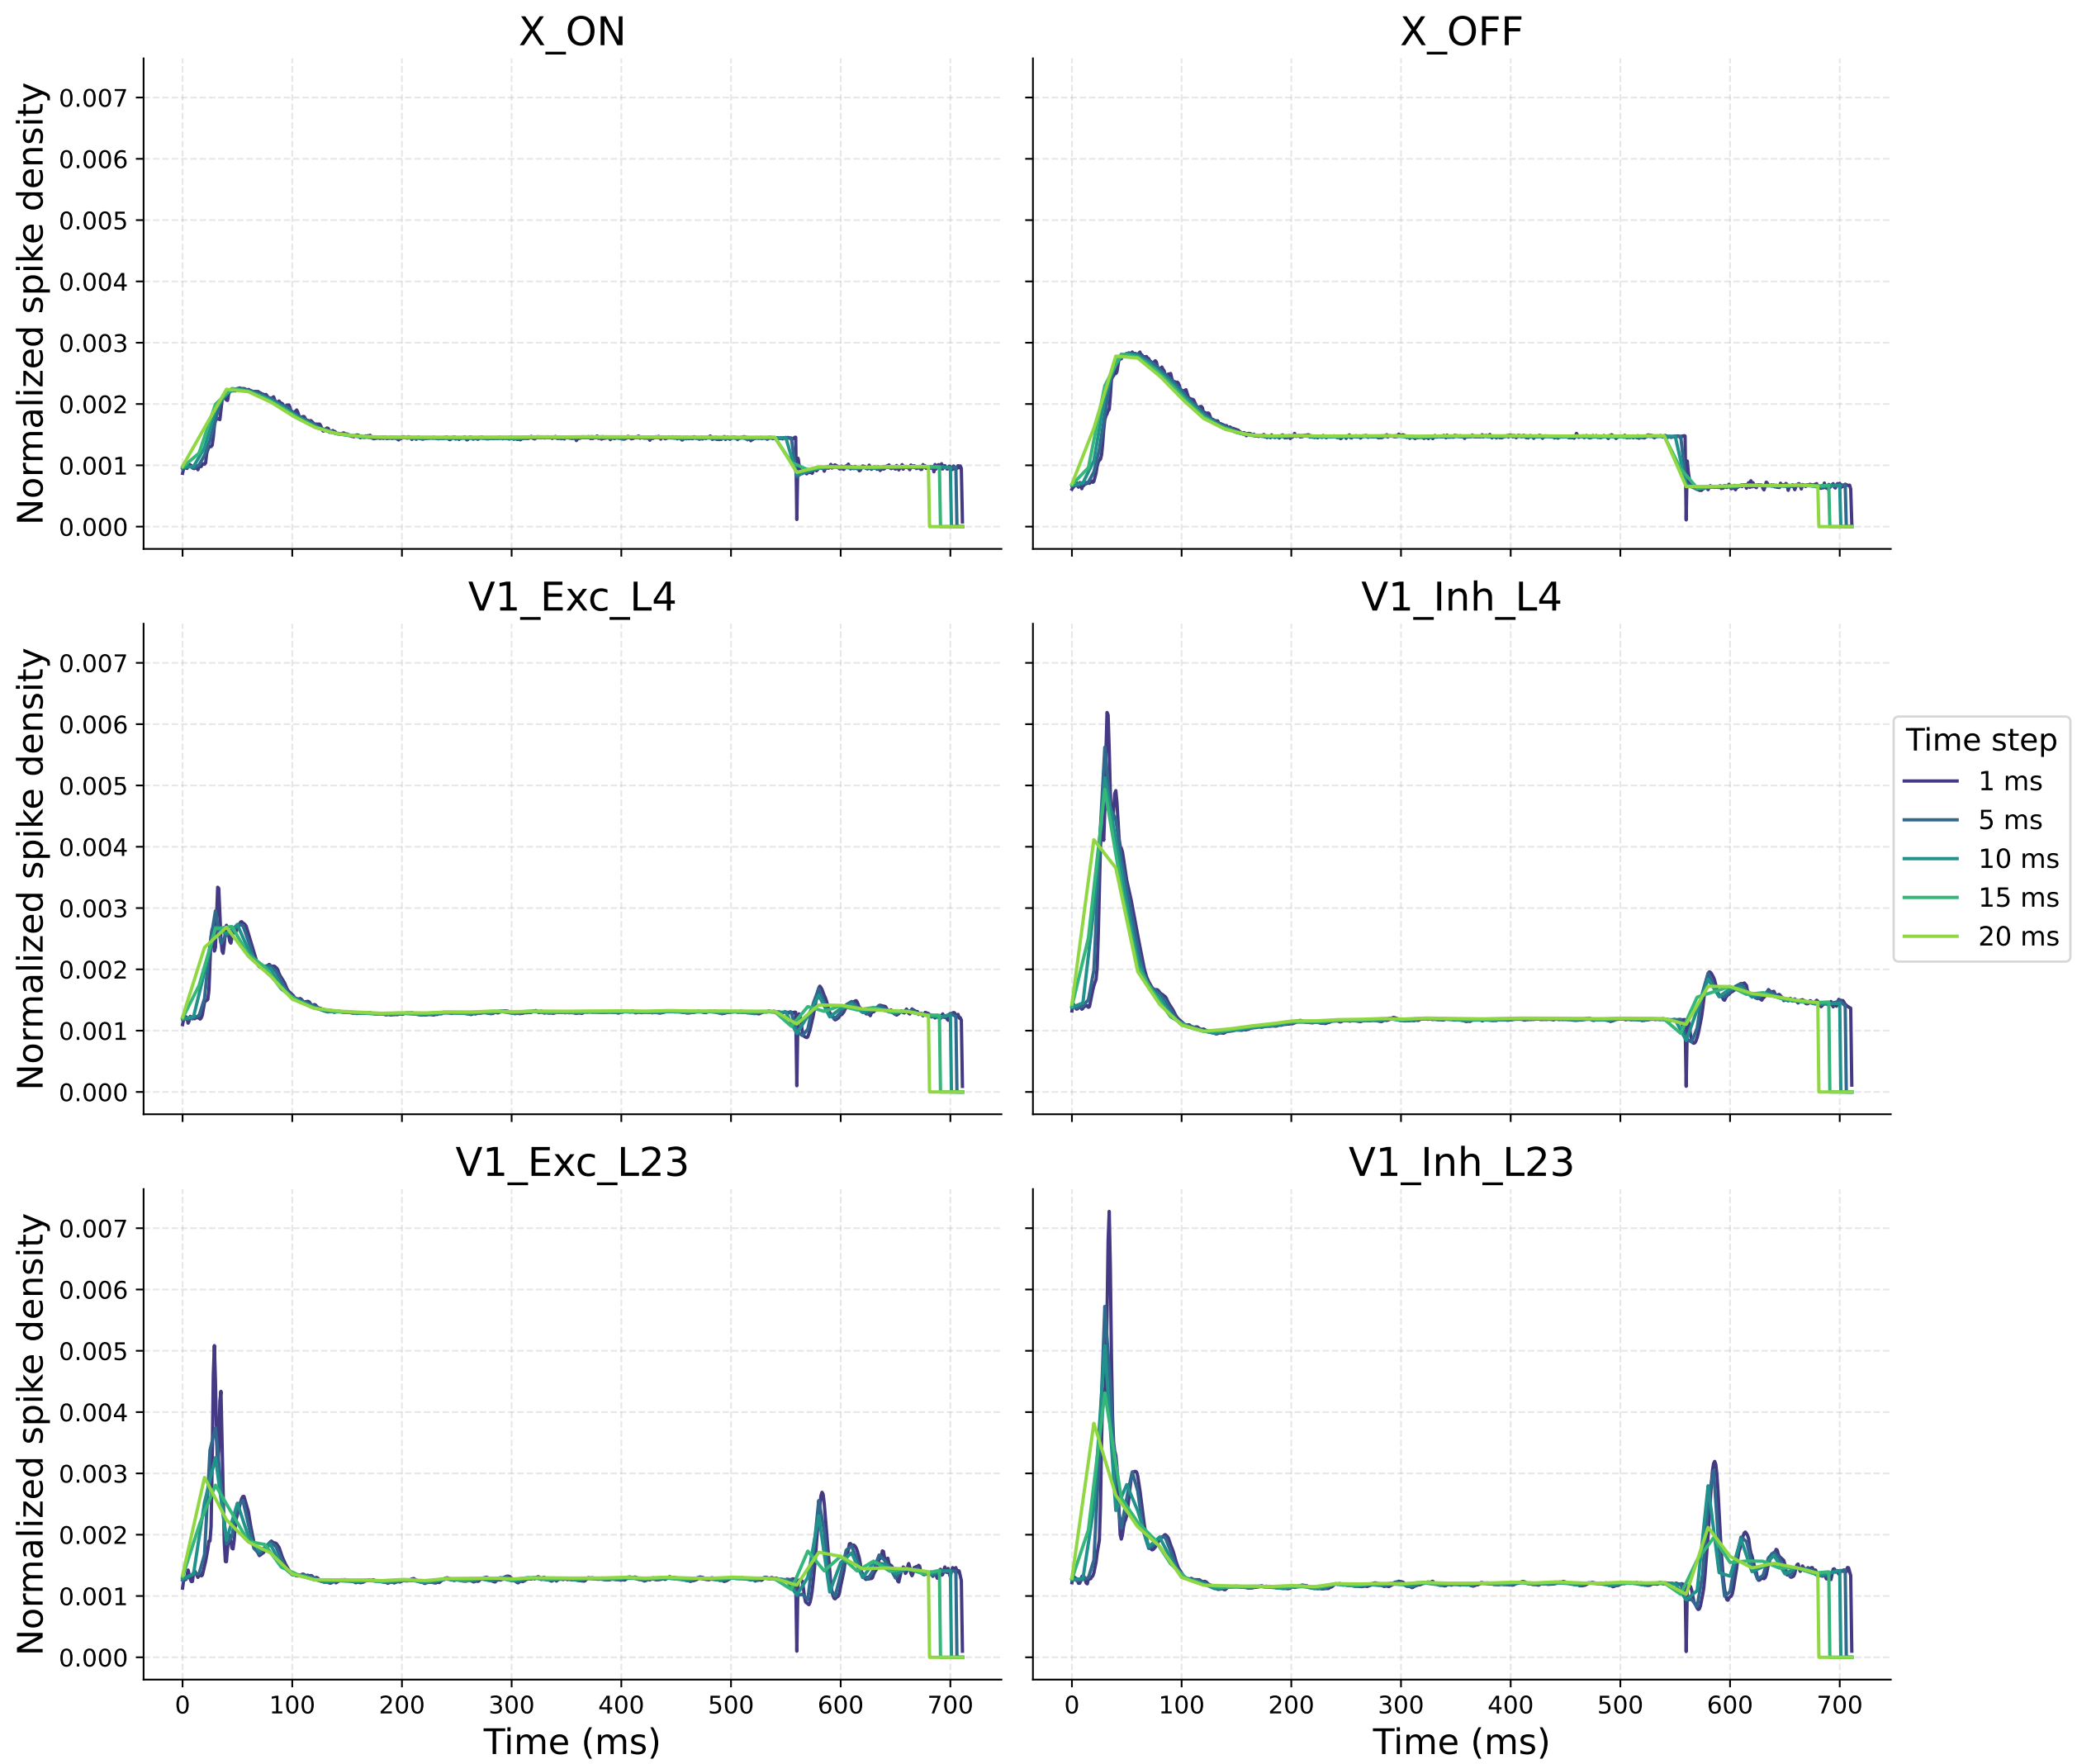 X_ON
X_OFF
Normalized spike density
0.007
0.006
0.005
0.004
0.003
0.002
0.001
0.000
V1_Exc_L4
V1_Inh_L4
Normalized spike density
0.007
0.006
0.005
0.004
0.003
0.002
0.001
0.000
Time step
1 ms
5 ms
10 ms
15 ms
20 ms
V1_Exc_L23
V1_Inh_L23
Normalized spike density
0.007
0.006
0.005
0.004
0.003
0.002
0.001
0.000
0 100 200 300 400 500 600 700
0 100 200 300 400 500 600 700
Time (ms)
Time (ms)